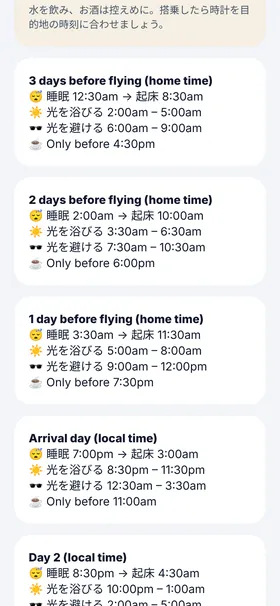 水を飲み、お酒は控えめに。搭乗したら時計を目
的地の時刻に合わせましょう。
3 days before flying (home time)
😴 睡眠 12:30am → 起床 8:30am
☀️ 光を浴びる 2:00am – 5:00am
🕶️ 光を避ける 6:00am – 9:00am
☕ Only before 4:30pm
2 days before flying (home time)
😴 睡眠 2:00am → 起床 10:00am
☀️ 光を浴びる 3:30am – 6:30am
🕶️ 光を避ける 7:30am – 10:30am
☕ Only before 6:00pm
1 day before flying (home time)
😴 睡眠 3:30am → 起床 11:30am
☀️ 光を浴びる 5:00am – 8:00am
🕶️ 光を避ける 9:00am – 12:00pm
☕ Only before 7:30pm
Arrival day (local time)
😴 睡眠 7:00pm → 起床 3:00am
☀️ 光を浴びる 8:30pm – 11:30pm
🕶️ 光を避ける 12:30am – 3:30am
☕ Only before 11:00am
Day 2 (local time)
😴 睡眠 8:30pm → 起床 4:30am
☀️ 光を浴びる 10:00pm – 1:00am
🕶️ 光を避ける 2:00am – 5:00am